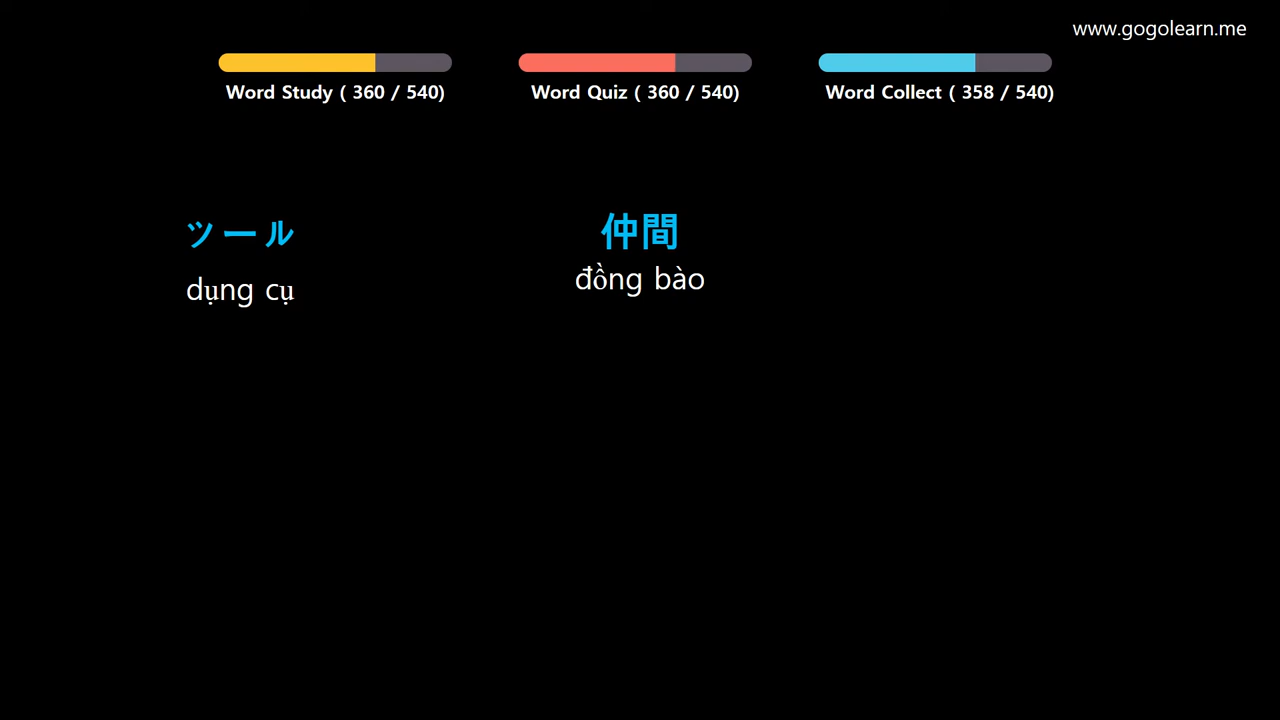 www.gogolearn.me
Word Study ( 360 / 540)
Word Quiz ( 360 / 540)
Word Collect ( 358 / 540)
ツール
dụng cụ
仲間
đồng bào